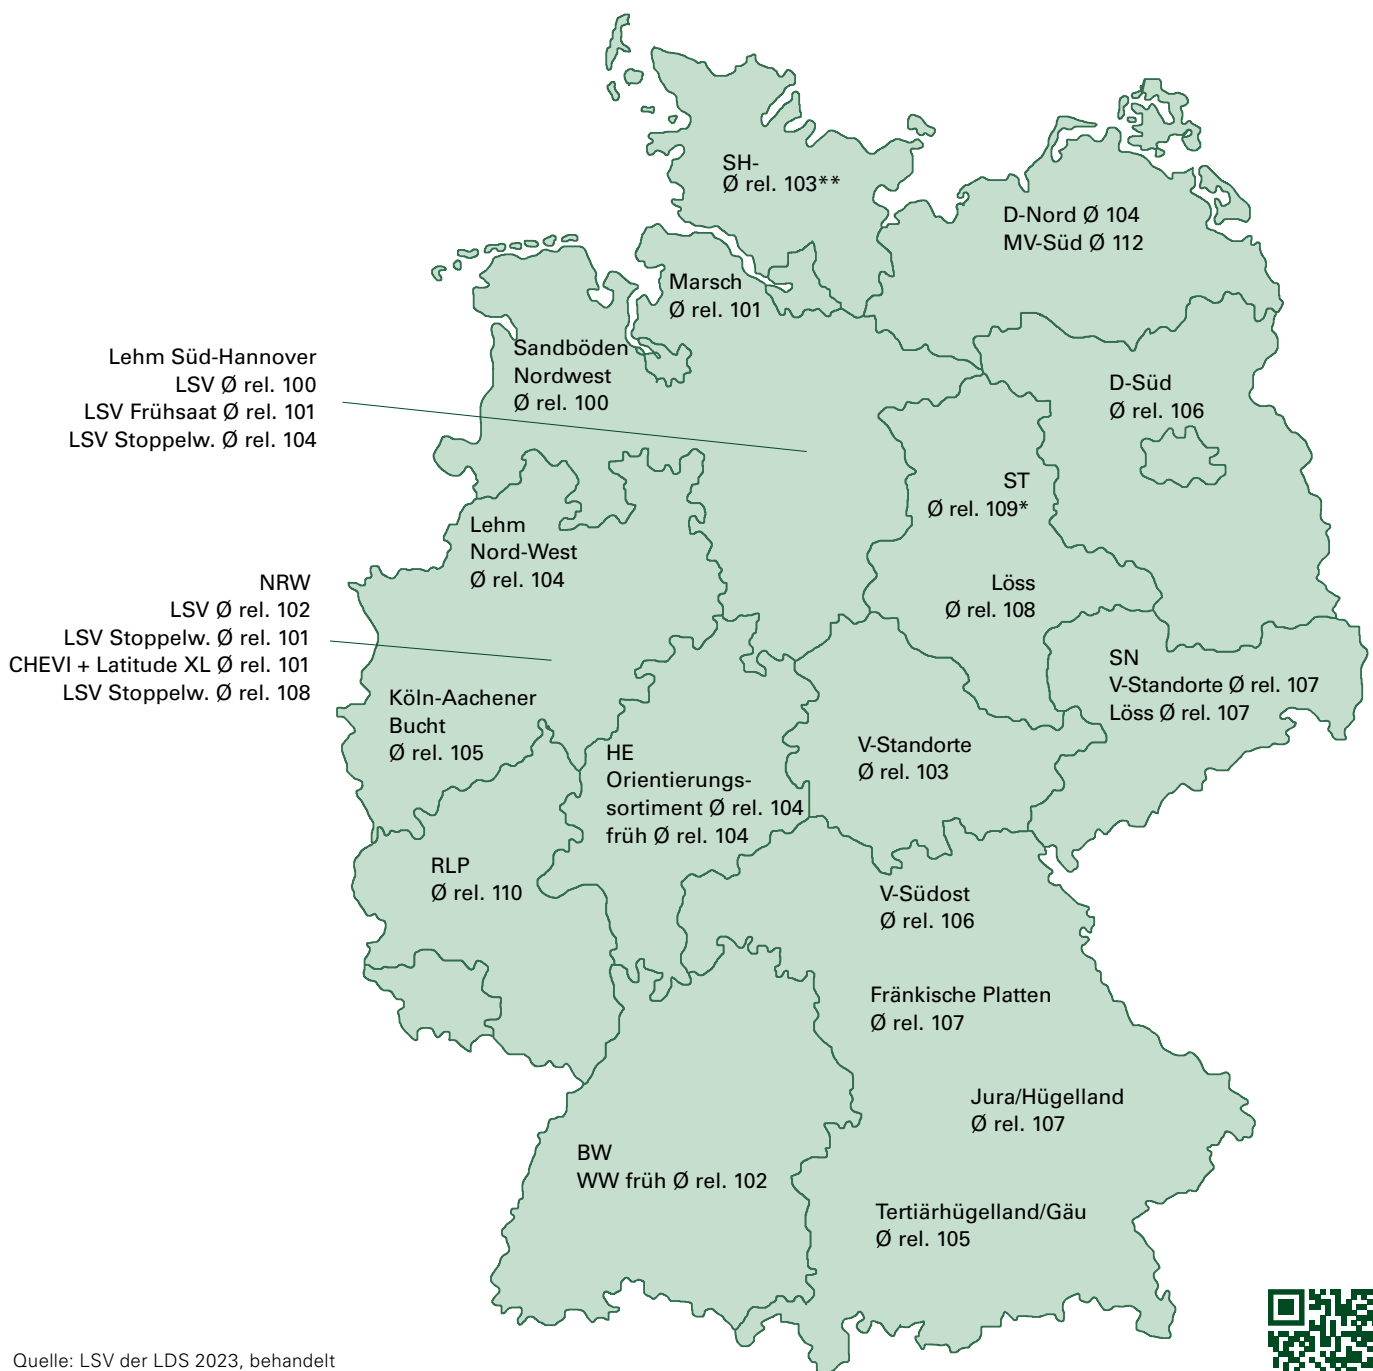 SH-
Ø rel. 103**
D-Nord Ø 104
MV-Süd Ø 112
Marsch
Ø rel. 101
Sandböden
Nordwest
Ø rel. 100
Lehm Süd-Hannover
LSV Ø rel. 100
LSV Frühsaat Ø rel. 101
LSV Stoppelw. Ø rel. 104
D-Süd
Ø rel. 106
ST
Ø rel. 109*
Lehm
Nord-West
Ø rel. 104
Löss
Ø rel. 108
NRW
LSV Ø rel. 102
LSV Stoppelw. Ø rel. 101
CHEVI + Latitude XL Ø rel. 101
LSV Stoppelw. Ø rel. 108
SN
V-Standorte Ø rel. 107
Löss Ø rel. 107
Köln-Aachener
Bucht
Ø rel. 105
HE
Orientierungs-
sortiment Ø rel. 104
früh Ø rel. 104
V-Standorte
Ø rel. 103
RLP
Ø rel. 110
V-Südost
Ø rel. 106
Fränkische Platten
Ø rel. 107
Jura/Hügelland
Ø rel. 107
BW
WW früh Ø rel. 102
Tertiärhügelland/Gäu
Ø rel. 105
Quelle: LSV der LDS 2023, behandelt